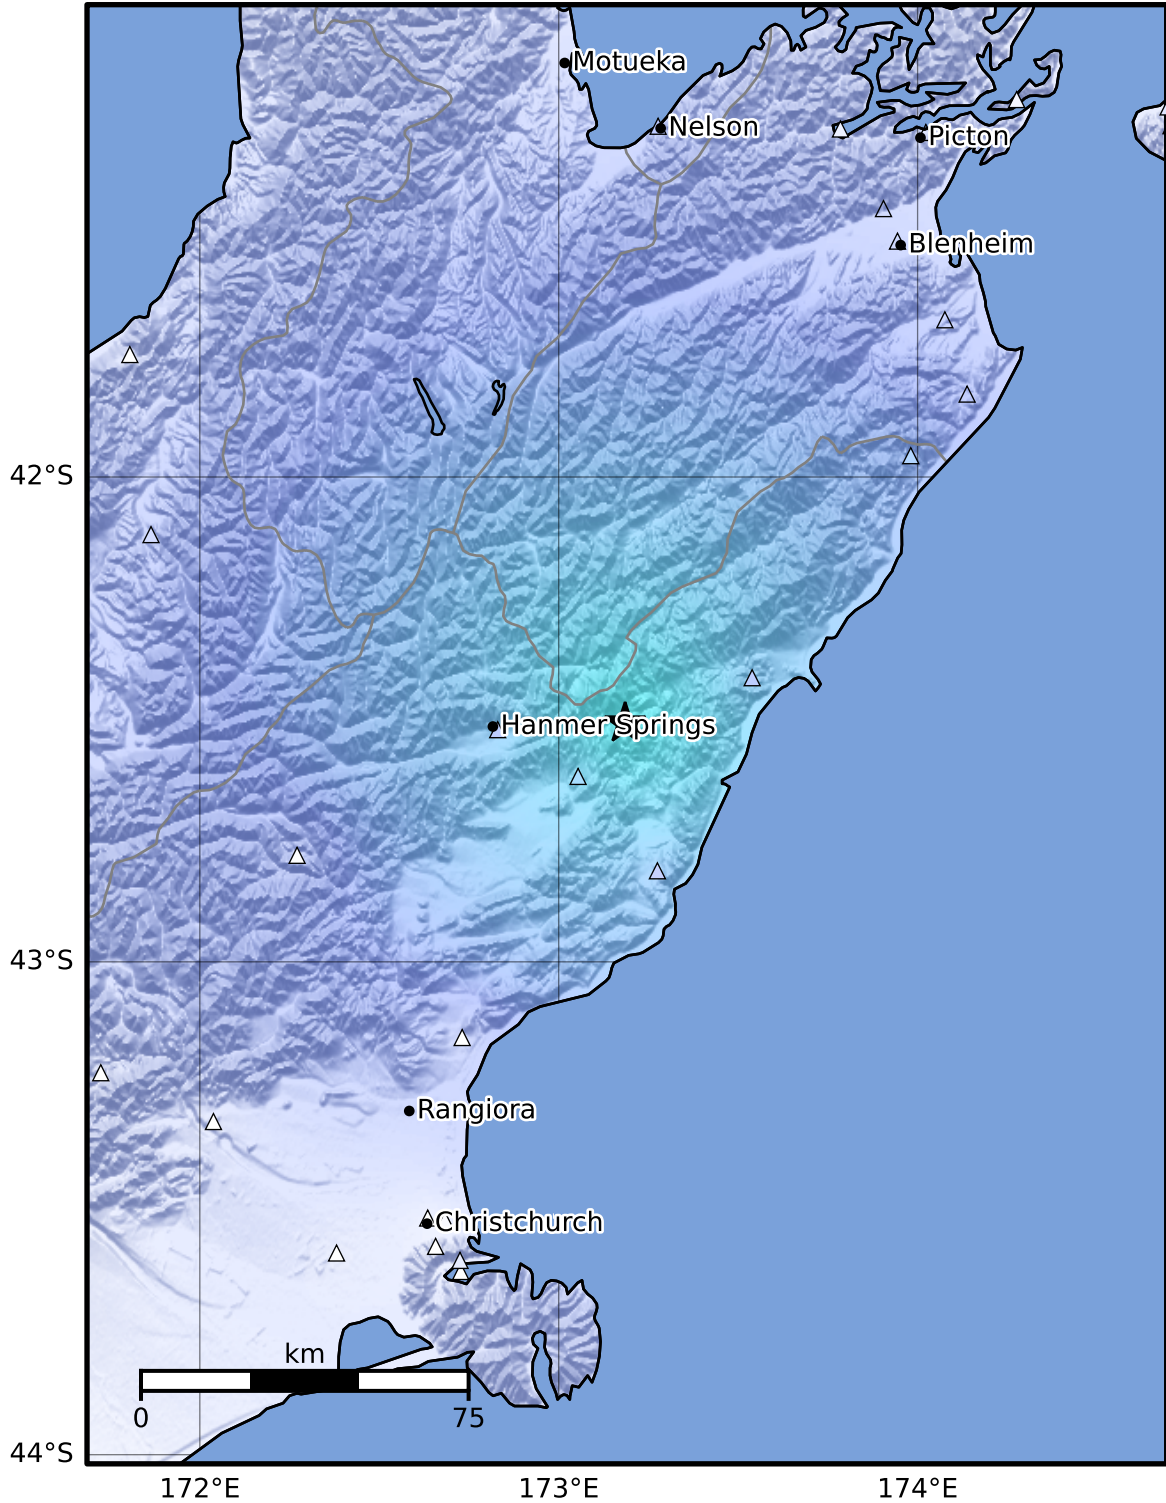 Motueka
Nelson
Picton
Blenheim
42°S
Hanmer Springs
43°S
Rangiora
Christchurch
km
0
75
44°S
172°E
173°E
174°E